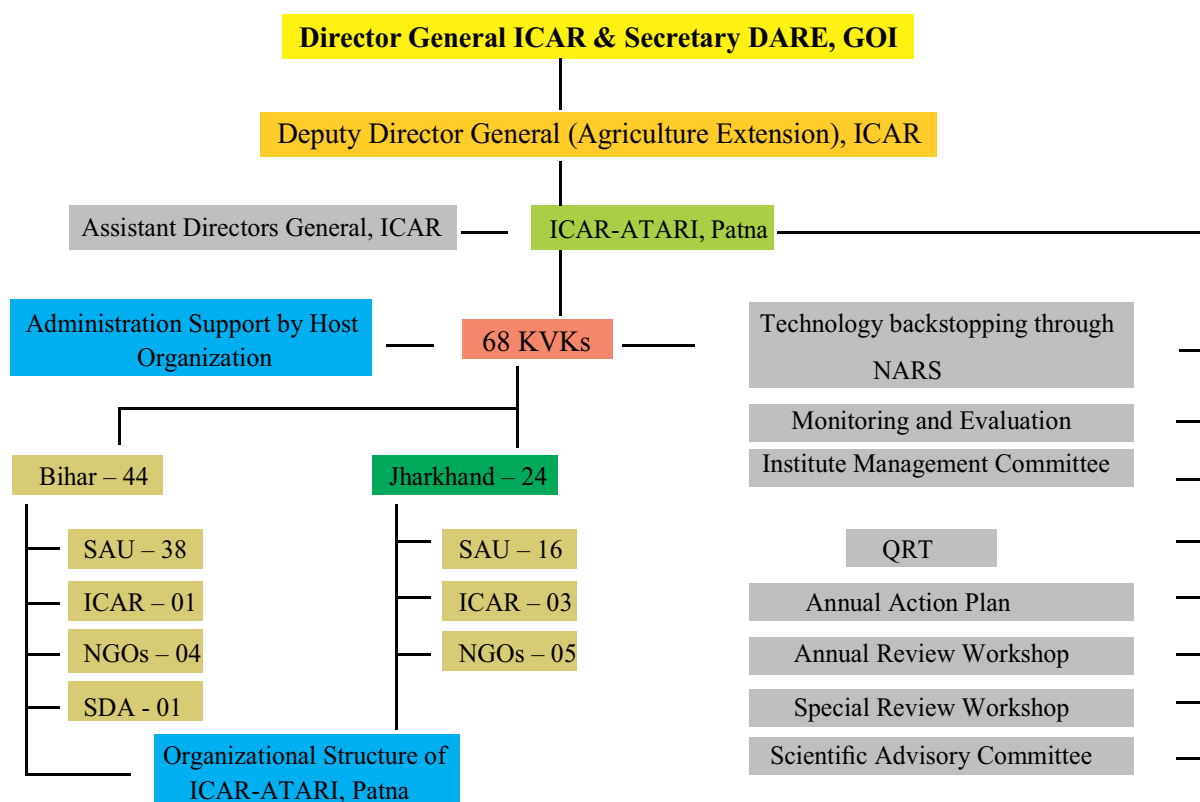 Director General ICAR & Secretary DARE, GOI
Deputy Director General (Agriculture Extension), ICAR
Assistant Directors General, ICAR
ICAR-ATARI, Patna
Administration Support by Host
Organization
68 KVKs
Technology backstopping through
NARS
Monitoring and Evaluation
Institute Management Committee
QRT
Annual Action Plan
Annual Review Workshop
Special Review Workshop
Scientific Advisory Committee
Bihar – 44
SAU – 38
ICAR – 01
NGOs – 04
SDA - 01
Jharkhand – 24
SAU – 16
ICAR – 03
NGOs – 05
Organizational Structure of
ICAR-ATARI, Patna